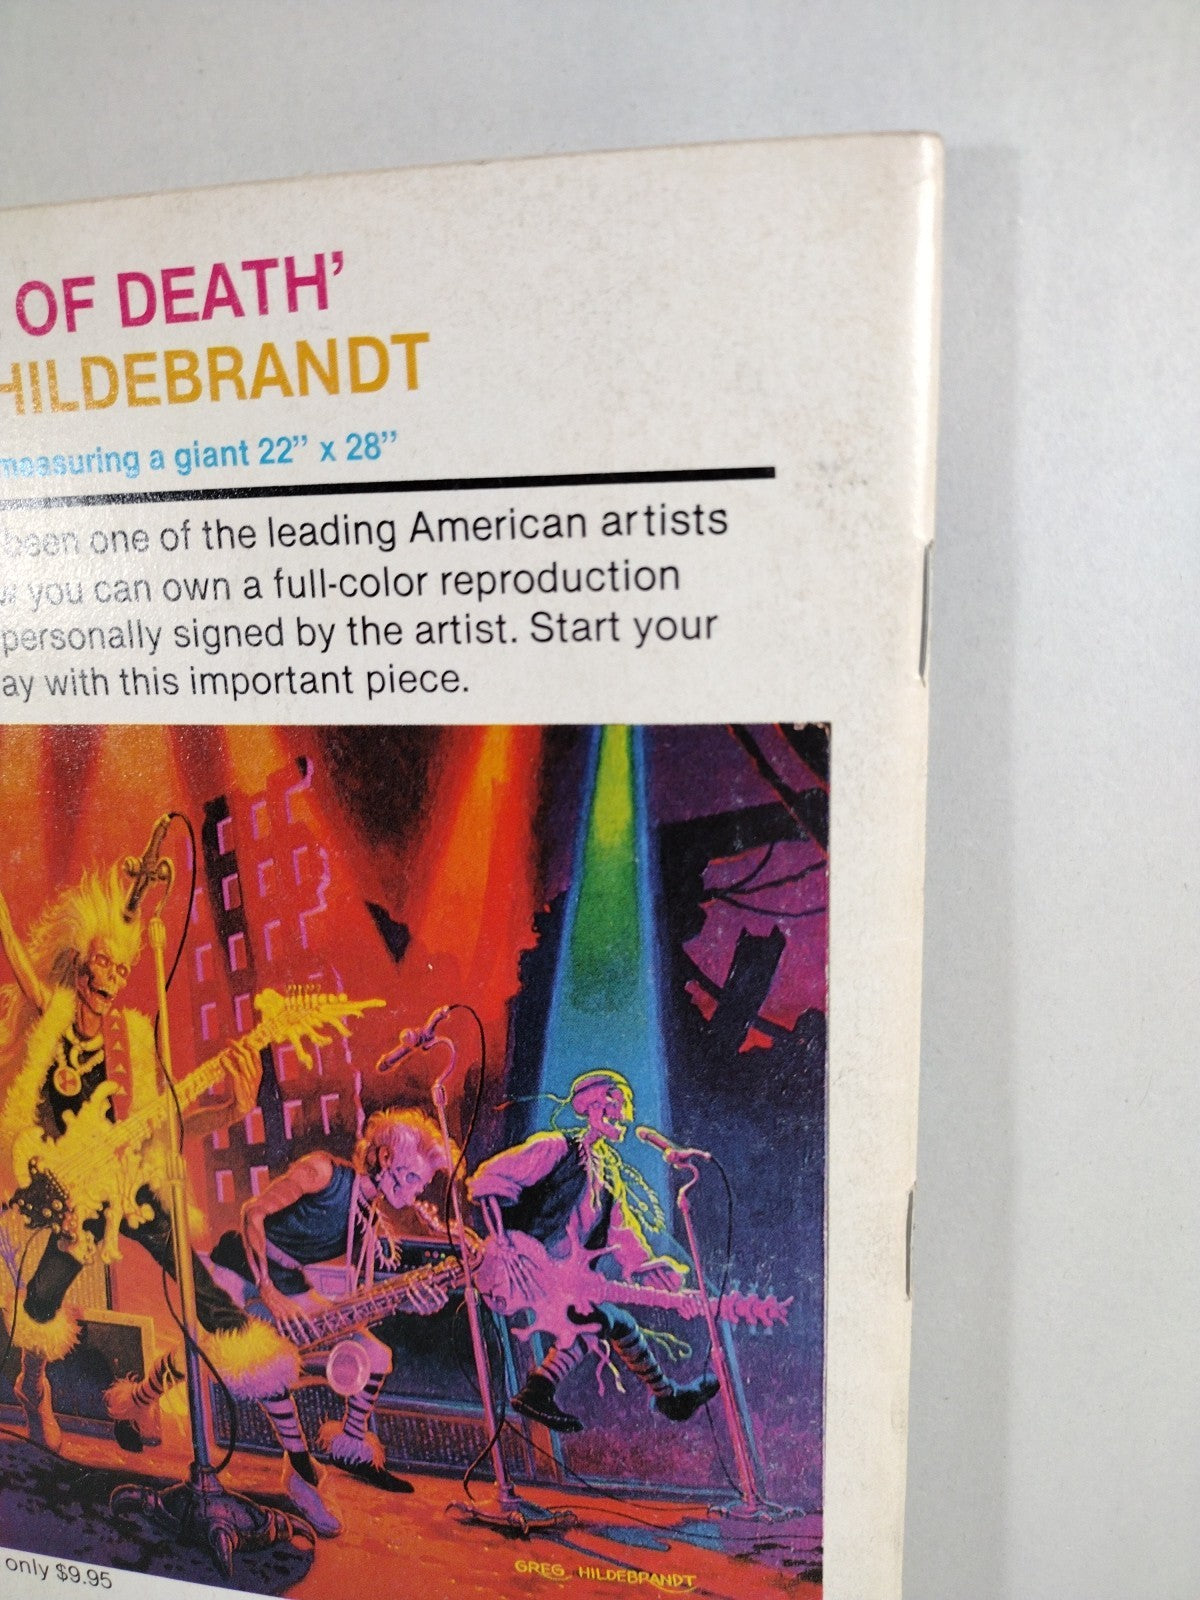 OF DEATH’
HILDEBRANDT
measuring a giant 22” x 28”
been one of the leading American artists
you can own a full-color reproduction
personally signed by the artist. Start your
ay with this important piece.
only $9.95
GREG HILDEBRANDT